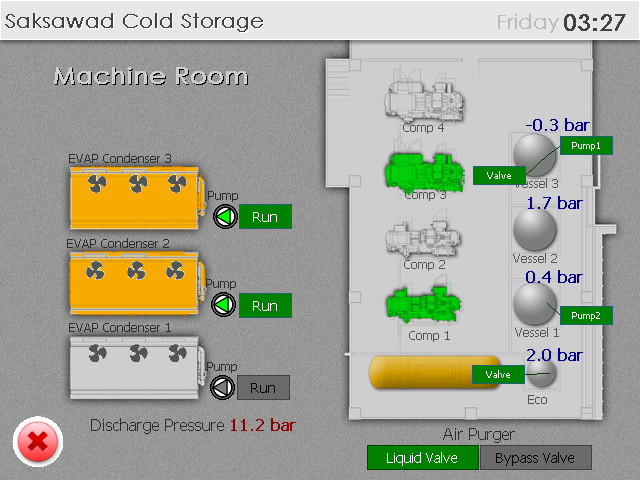 Saksawad Cold Storage
Friday 03:27
Machine Room
EVAP Condenser 3
Pump
Run
EVAP Condenser 2
Pump
Run
EVAP Condenser 1
Pump
Run
Discharge Pressure 11.2 bar
Comp 4
-0.3 bar
Pump1
Valve
Vessel 3
Comp 3
1.7 bar
Comp 2
Vessel 2
0.4 bar
Pump2
Vessel 1
Comp 1
2.0 bar
Valve
Eco
Air Purger
Liquid Valve
Bypass Valve